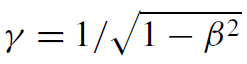 γ = 1/√1 − β²